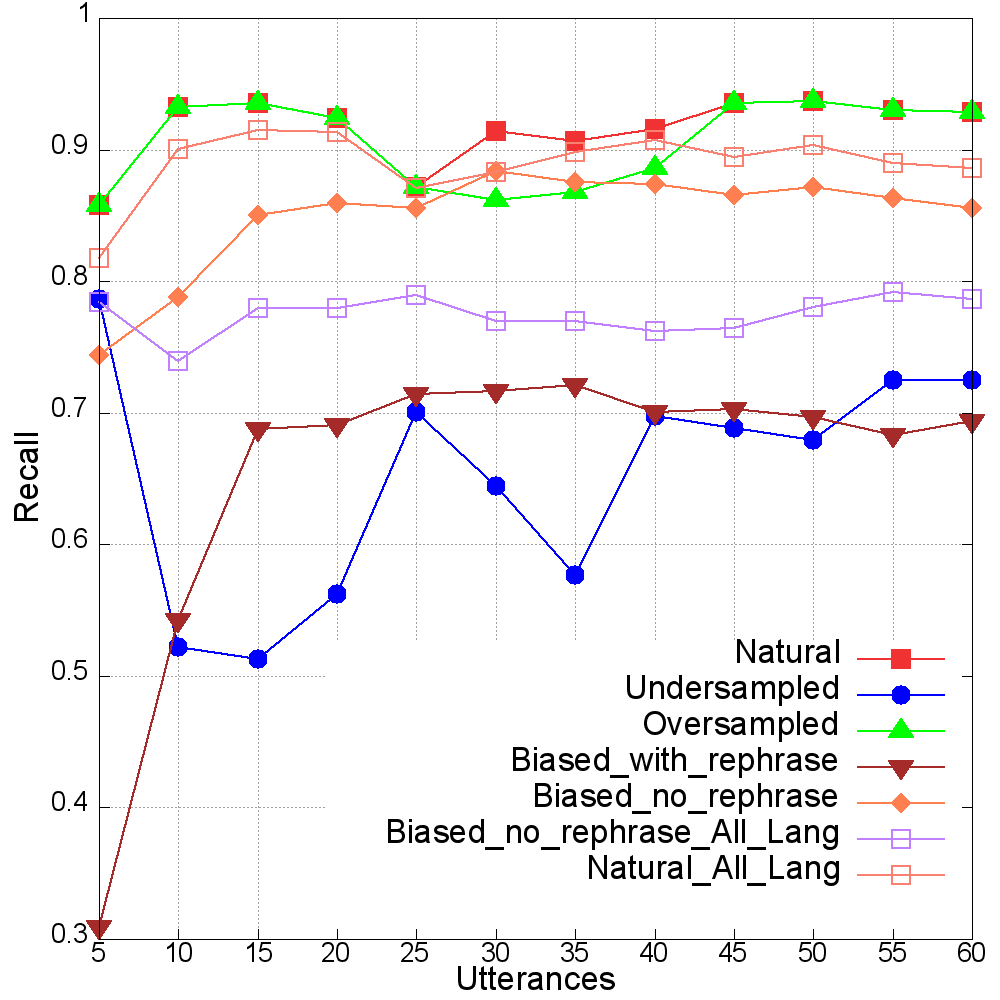 1
0.9
0.8
0.7
0.6
0.5
0.4
0.3
Recall
Natural
Undersampled
Oversampled
Biased_with_rephrase
Biased_no_rephrase
Biased_no_rephrase_All_Lang
Natural_All_Lang
5 10 15 20 25 30 35 40 45 50 55 60
Utterances